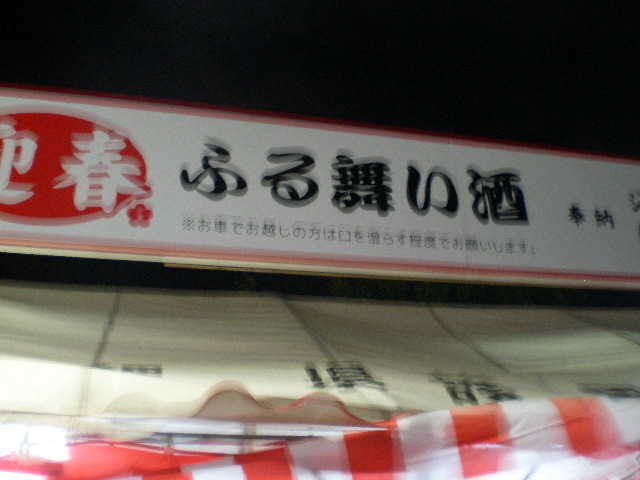 迎春
ふる舞い酒
※お車でお越しの方は口を湿らす程度でお願いします。
奉納